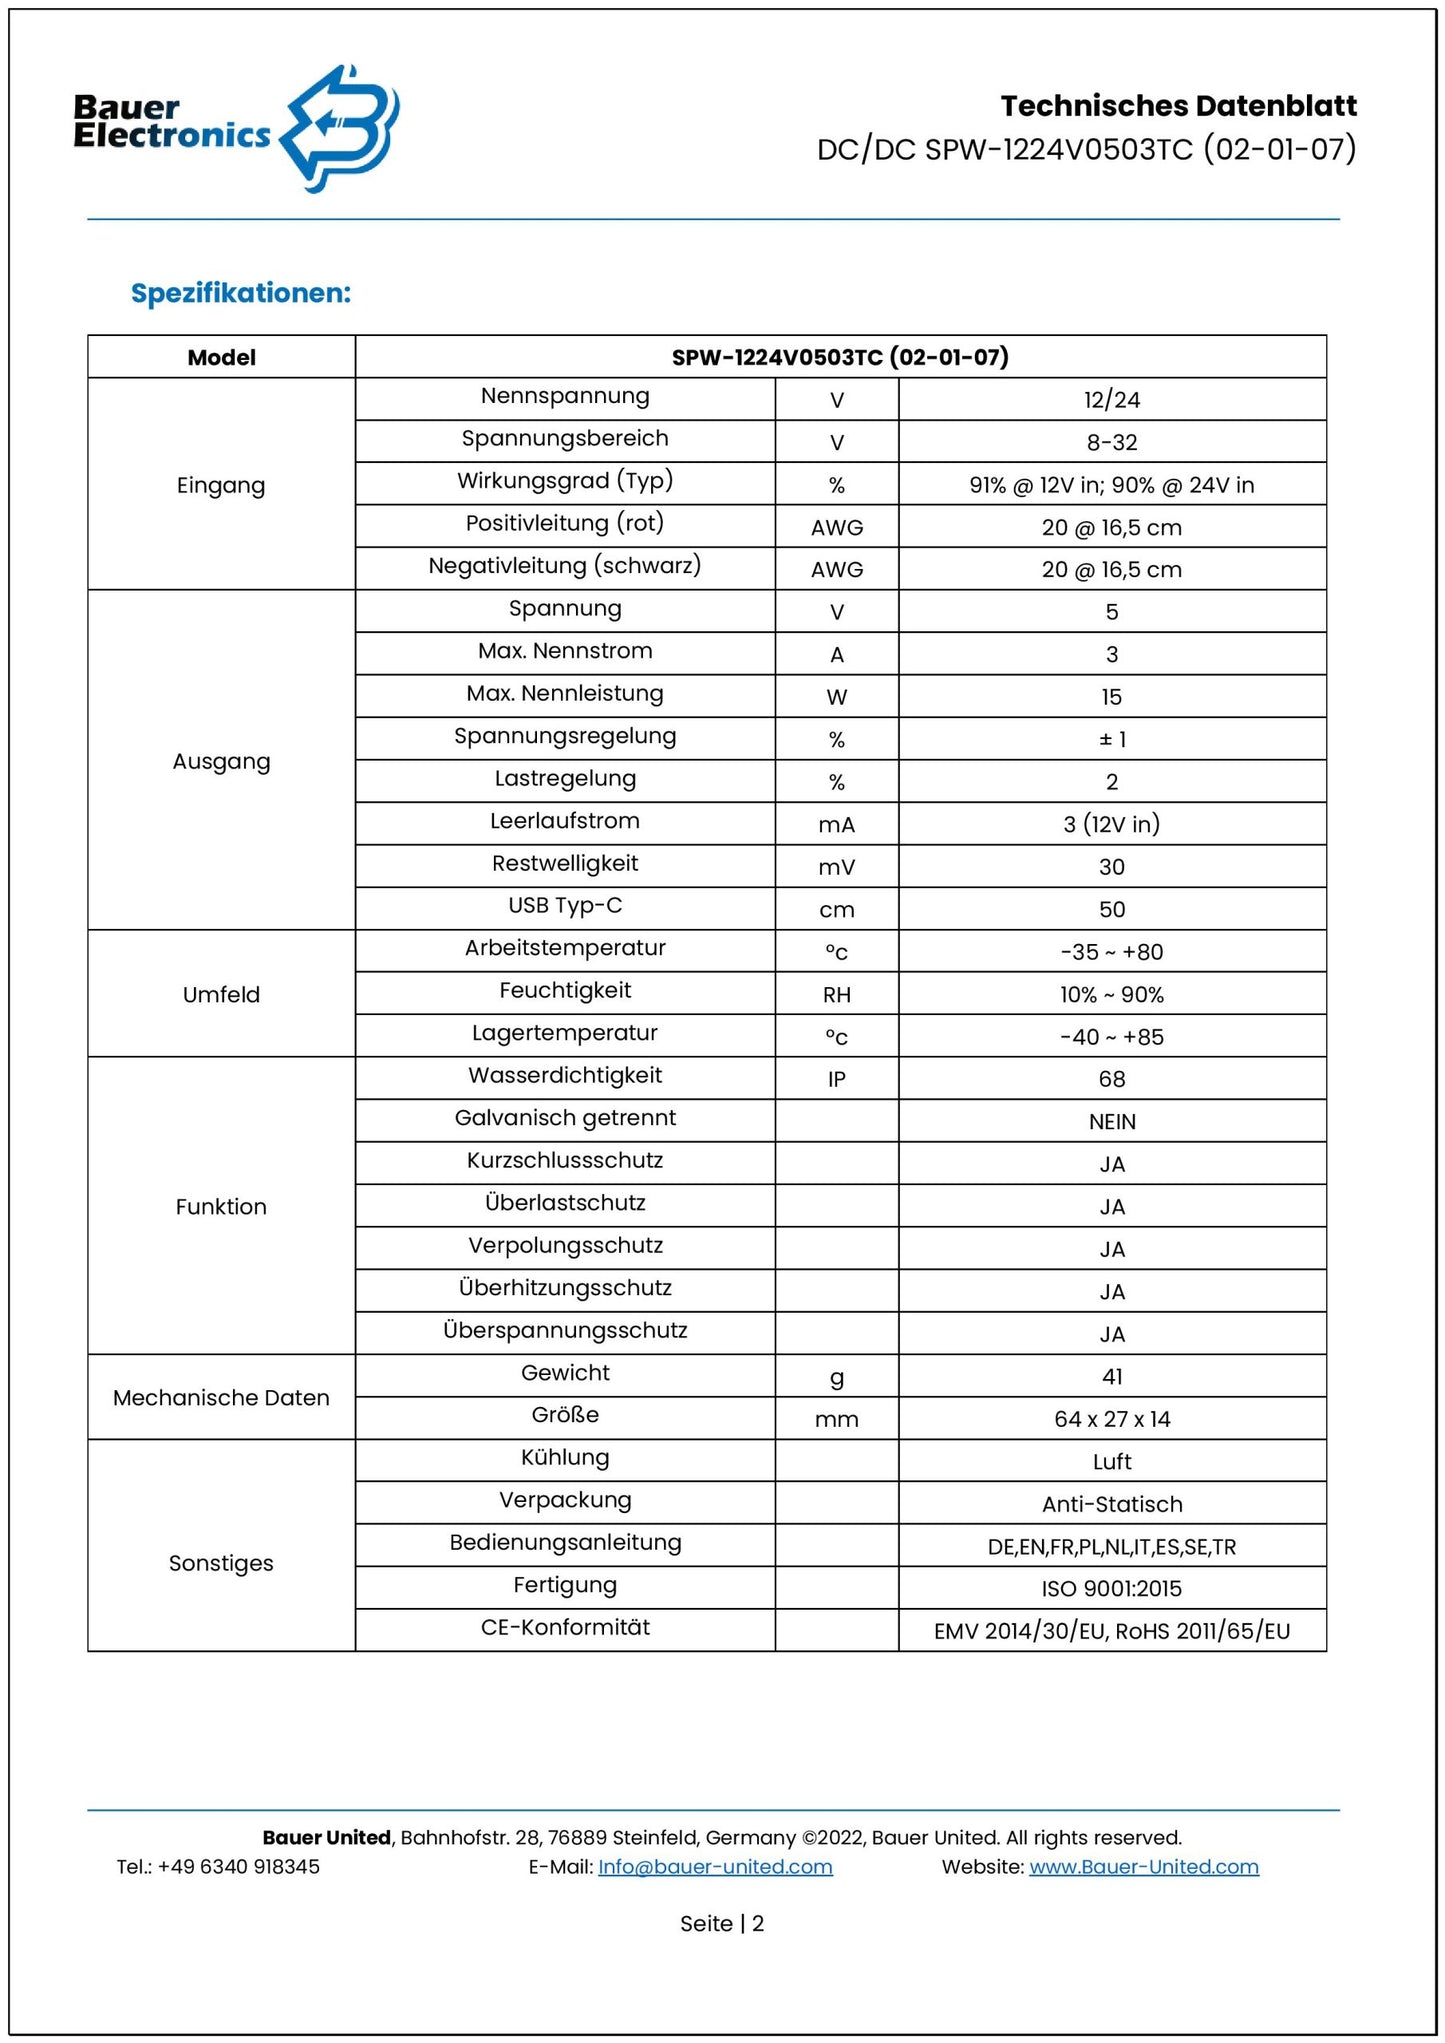 Bauer
Electronics
Technisches Datenblatt
DC/DC SPW-1224V0503TC (02-01-07)
Spezifikationen:
Model SPW-1224V0503TC (02-01-07)
Eingang
Nennspannung V 12/24
Spannungsbereich V 8-32
Wirkungsgrad (Typ) % 91% @ 12V in; 90% @ 24V in
Positivleitung (rot) AWG 20 @ 16,5 cm
Negativleitung (schwarz) AWG 20 @ 16,5 cm
Ausgang
Spannung V 5
Max. Nennstrom A 3
Max. Nennleistung W 15
Spannungsregelung % ± 1
Lastregelung % 2
Leerlaufstrom mA 3 (12V in)
Restwelligkeit mV 30
USB Typ-C cm 50
Umfeld
Arbeitstemperatur °c -35 ~ +80
Feuchtigkeit RH 10% ~ 90%
Lagertemperatur °c -40 ~ +85
Funktion
Wasserdichtigkeit IP 68
Galvanisch getrennt NEIN
Kurzschlussschutz JA
Überlastschutz JA
Verpolungsschutz JA
Überhitzungsschutz JA
Überspannungsschutz JA
Mechanische Daten
Gewicht g 41
Größe mm 64 x 27 x 14
Sonstiges
Kühlung Luft
Verpackung Anti-Statisch
Bedienungsanleitung DE,EN,FR,PL,NL,IT,ES,SE,TR
Fertigung ISO 9001:2015
CE-Konformität EMV 2014/30/EU, RoHS 2011/65/EU
Bauer United, Bahnhofstr. 28, 76889 Steinfeld, Germany ©2022, Bauer United. All rights reserved.
Tel.: +49 6340 918345 E-Mail: Info@bauer-united.com Website: www.Bauer-United.com
Seite | 2